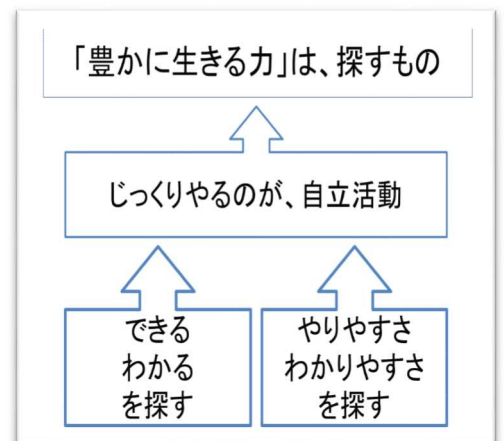 「豊かに生きる力」は、探すもの
じっくりやるのが、自立活動
できる
わかる
を探す
やりやすさ
わかりやすさ
を探す